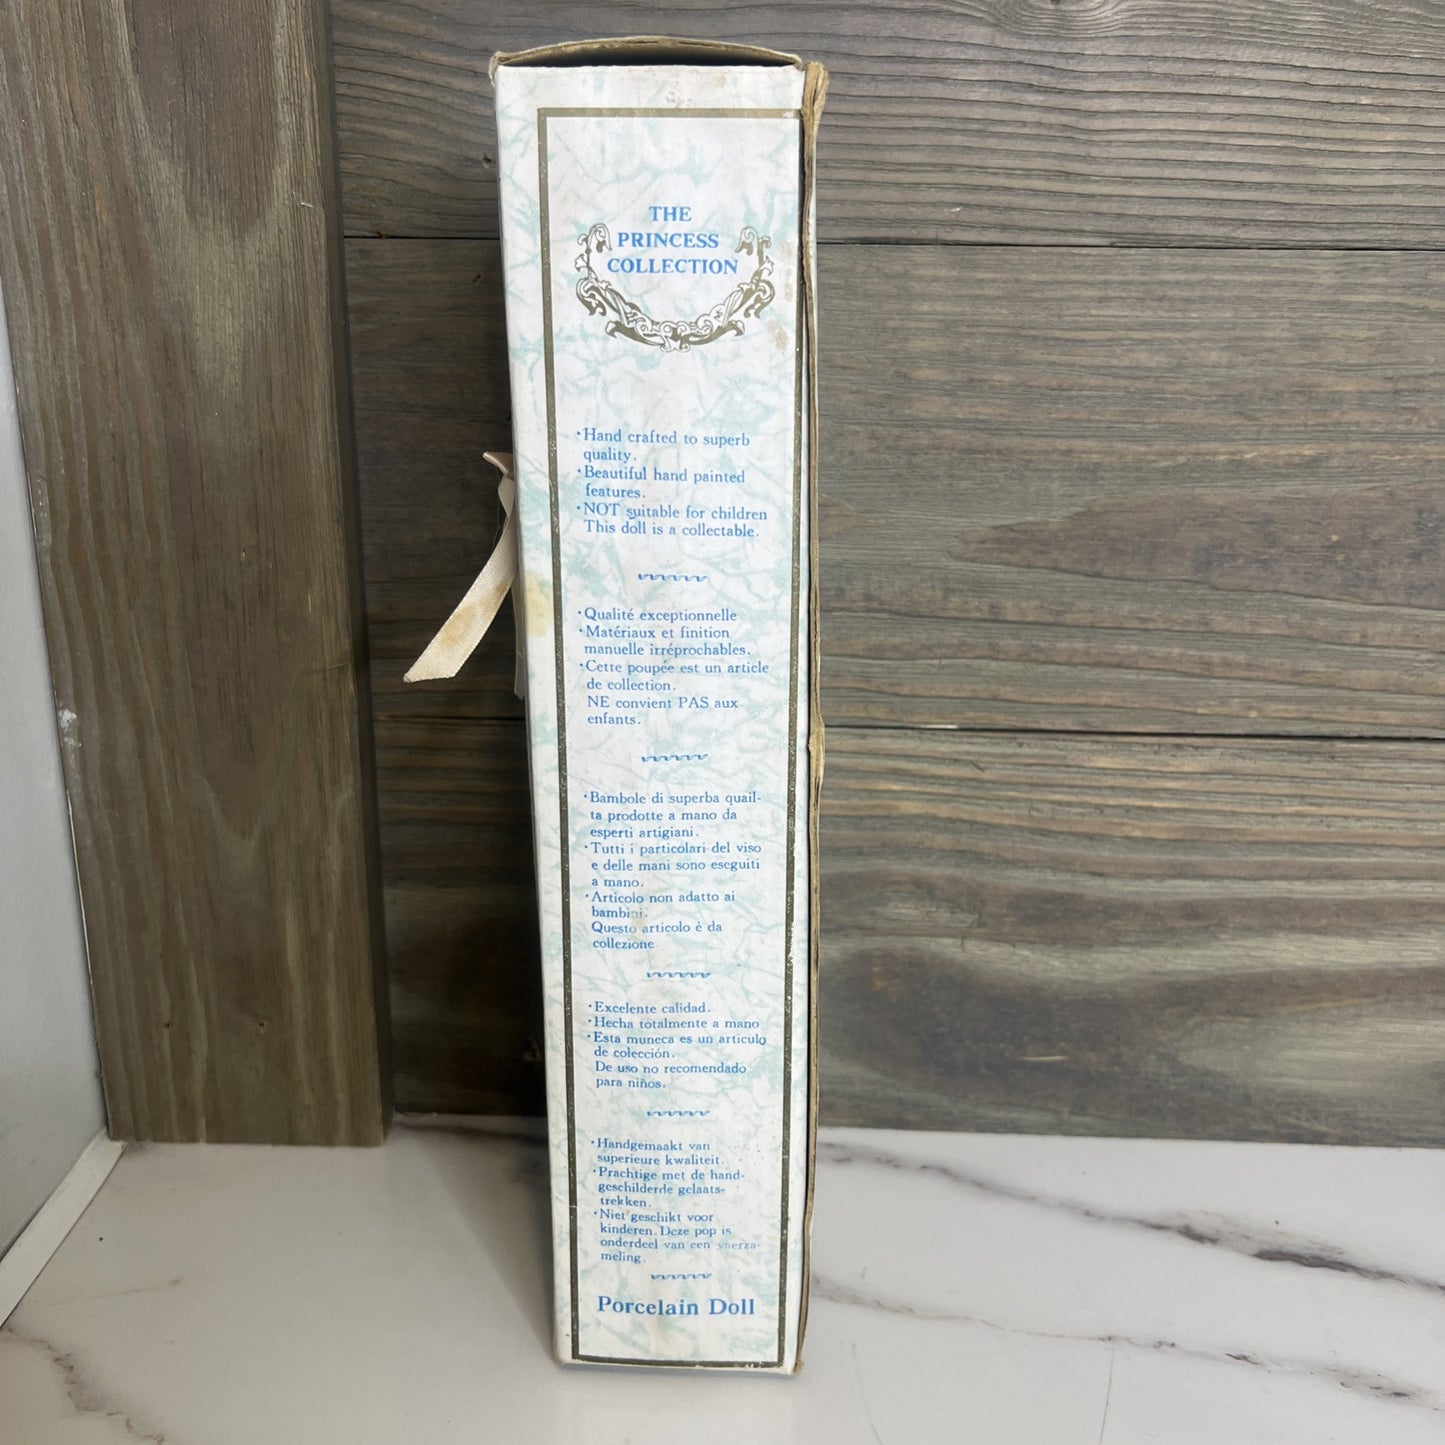 THE
PRINCESS
COLLECTION
·Hand crafted to superb
quality.
·Beautiful hand painted
features.
·NOT suitable for children
This doll is a collectable.
·Qualité exceptionnelle
·Matériaux et finition
manuelle irréprochables.
·Cette poupée est un article
de collection.
NE convient PAS aux
enfants.
·Bambole di superba quail-
ta prodotte a mano da
esperti artigiani.
·Tutti i particolari del viso
e delle mani sono eseguiti
a mano.
·Articolo non adatto ai
bambini.
Questo articolo è da
collezione
·Excelente calidad.
·Hecha totalmente a mano
·Esta muneca es un articulo
de colección.
De uso no recomendado
para niños.
·Handgemaakt van
superieure kwaliteit.
·Prachtige met de hand-
geschilderde gelaats-
trekken.
·Niet geschikt voor
kinderen. Deze pop is
onderdeel van een
meling.
Porcelain Doll